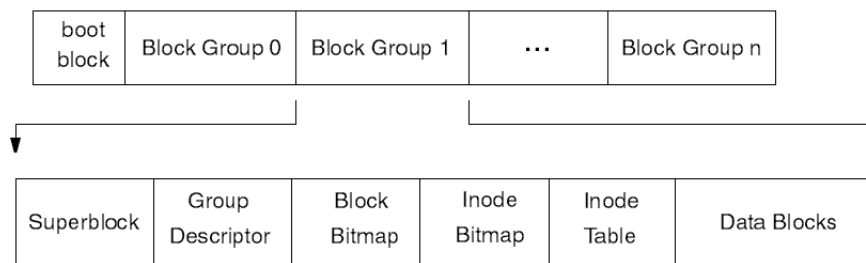 boot
block
Block Group 0
Block Group 1
...
Block Group n
Superblock
Group
Descriptor
Block
Bitmap
Inode
Bitmap
Inode
Table
Data Blocks